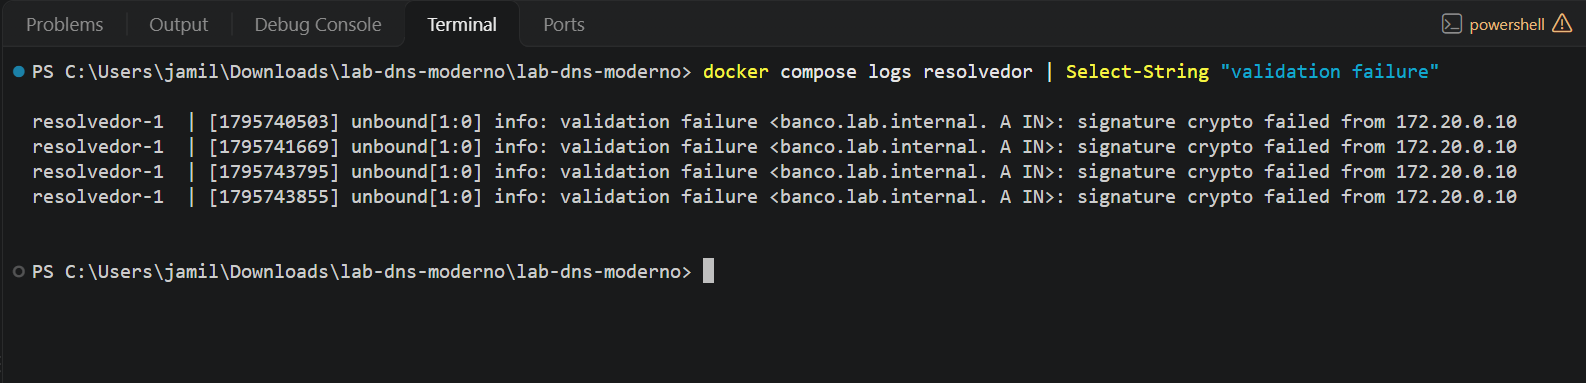 Problems Output Debug Console Terminal Ports powershell
PS C:\Users\jamil\Downloads\lab-dns-moderno\lab-dns-moderno> docker compose logs resolvedor | Select-String "validation failure"
resolvedor-1  | [1795740503] unbound[1:0] info: validation failure <banco.lab.internal. A IN>: signature crypto failed from 172.20.0.10
resolvedor-1  | [1795741669] unbound[1:0] info: validation failure <banco.lab.internal. A IN>: signature crypto failed from 172.20.0.10
resolvedor-1  | [1795743795] unbound[1:0] info: validation failure <banco.lab.internal. A IN>: signature crypto failed from 172.20.0.10
resolvedor-1  | [1795743855] unbound[1:0] info: validation failure <banco.lab.internal. A IN>: signature crypto failed from 172.20.0.10
PS C:\Users\jamil\Downloads\lab-dns-moderno\lab-dns-moderno>